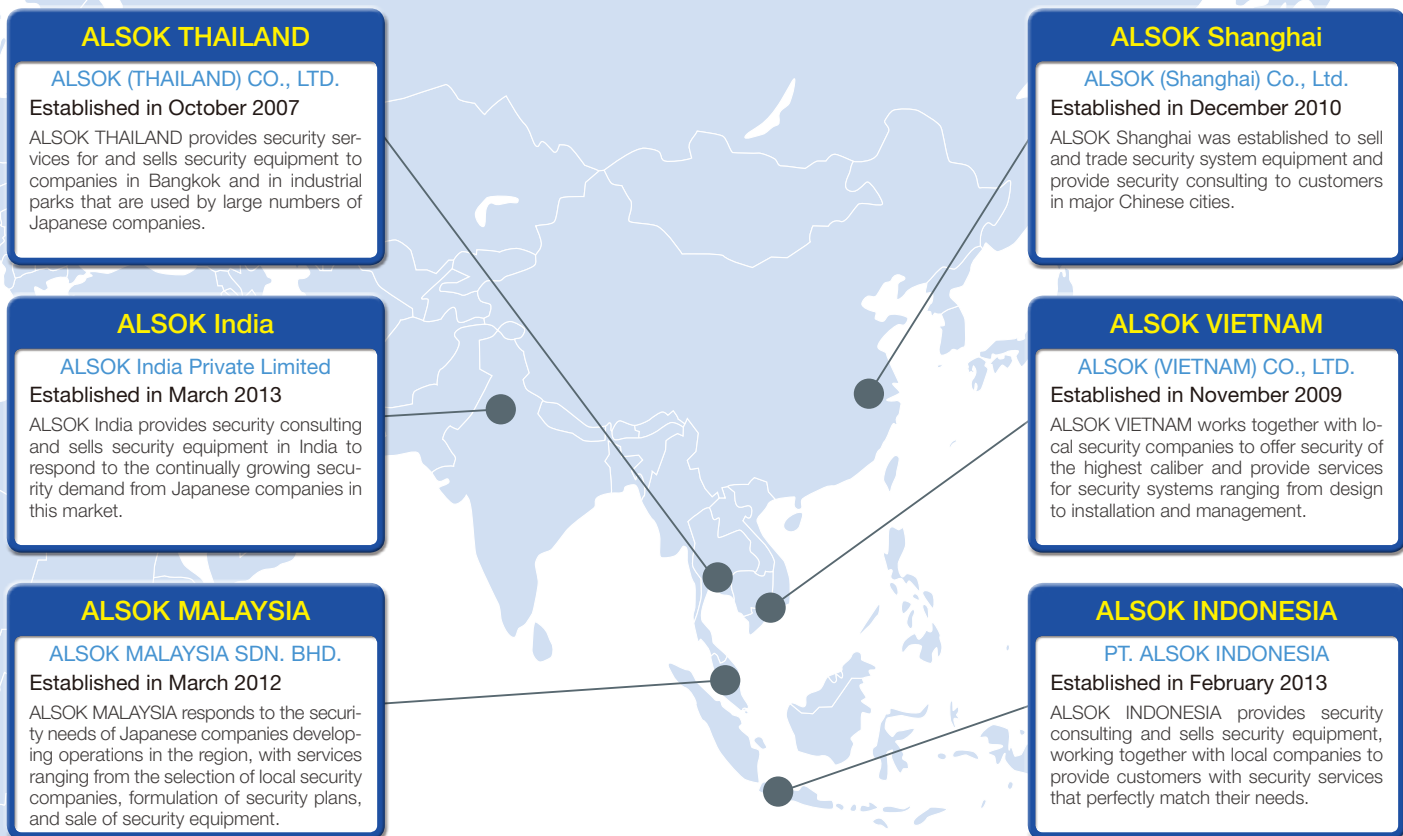 ALSOK THAILAND
ALSOK (THAILAND) CO., LTD.
Established in October 2007
ALSOK THAILAND provides security ser-
vices for and sells security equipment to
companies in Bangkok and in industrial
parks that are used by large numbers of
Japanese companies.
ALSOK India
ALSOK India Private Limited
Established in March 2013
ALSOK India provides security consulting
and sells security equipment in India to
respond to the continually growing secu-
rity demand from Japanese companies in
this market.
ALSOK MALAYSIA
ALSOK MALAYSIA SDN. BHD.
Established in March 2012
ALSOK MALAYSIA responds to the securi-
ty needs of Japanese companies develop-
ing operations in the region, with services
ranging from the selection of local security
companies, formulation of security plans,
and sale of security equipment.
ALSOK Shanghai
ALSOK (Shanghai) Co., Ltd.
Established in December 2010
ALSOK Shanghai was established to sell
and trade security system equipment and
provide security consulting to customers
in major Chinese cities.
ALSOK VIETNAM
ALSOK (VIETNAM) CO., LTD.
Established in November 2009
ALSOK VIETNAM works together with lo-
cal security companies to offer security of
the highest caliber and provide services
for security systems ranging from design
to installation and management.
ALSOK INDONESIA
PT. ALSOK INDONESIA
Established in February 2013
ALSOK INDONESIA provides security
consulting and sells security equipment,
working together with local companies to
provide customers with security services
that perfectly match their needs.